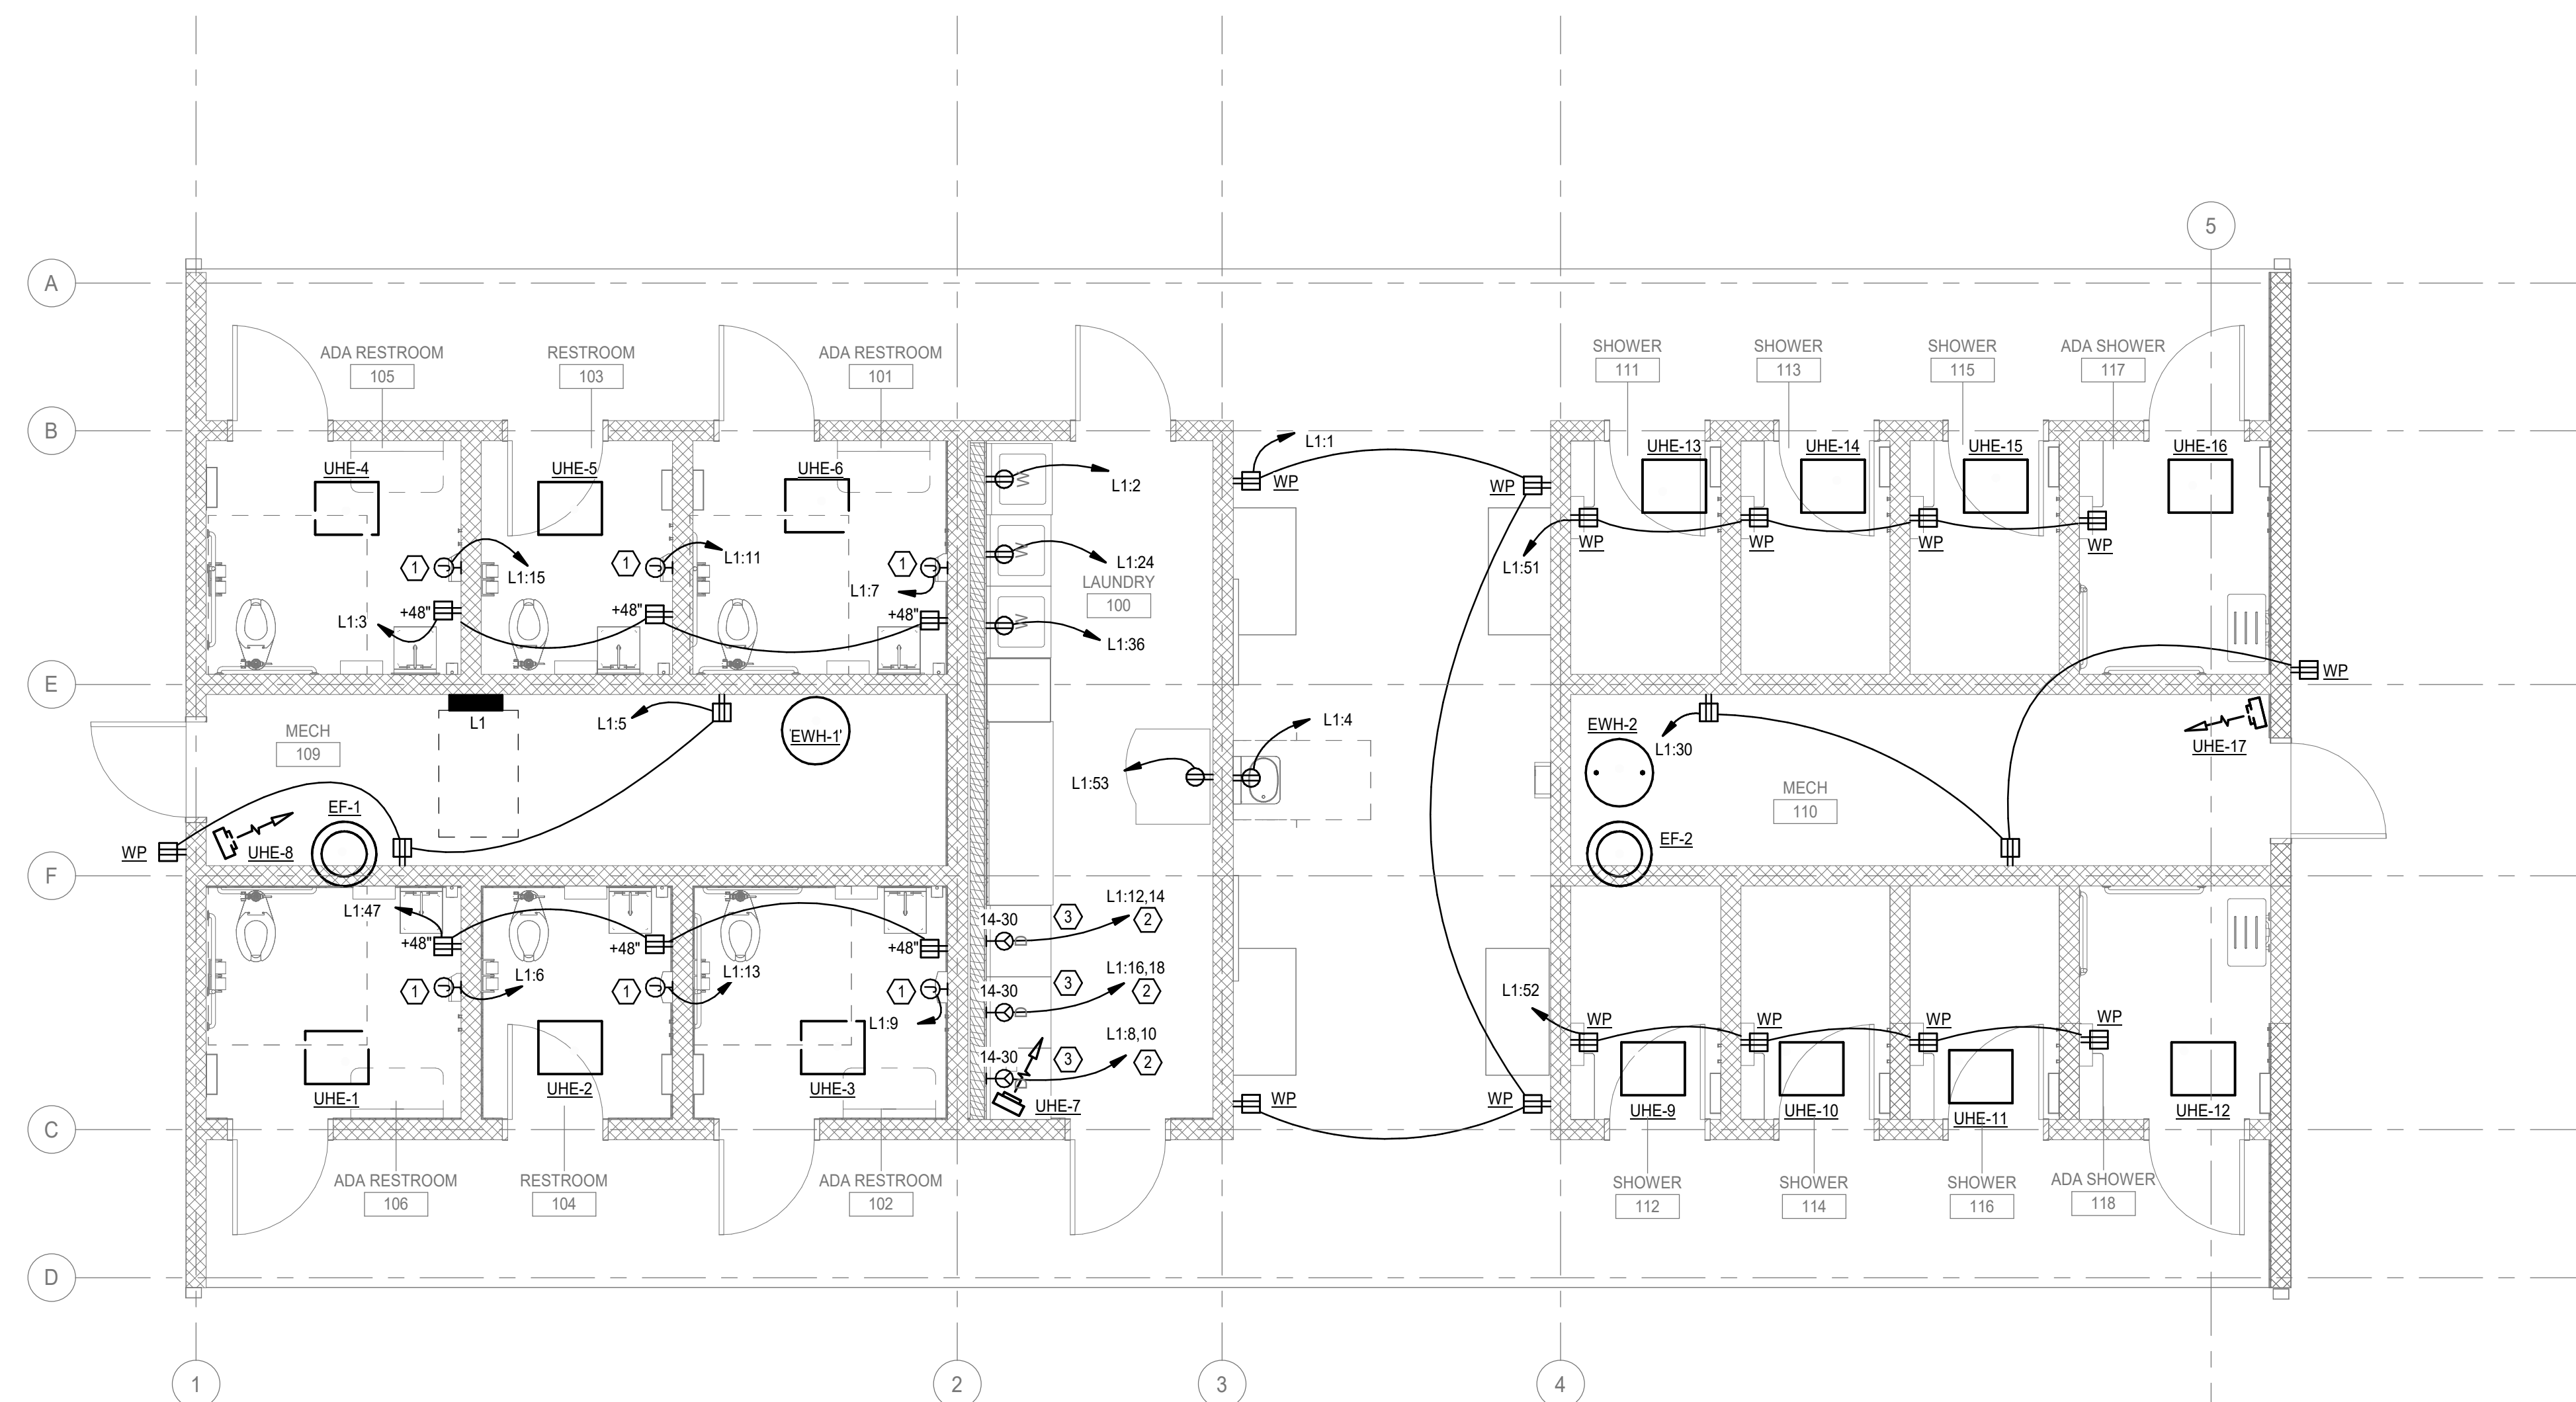 5
A
ADA RESTROOM
105
RESTROOM
103
ADA RESTROOM
101
SHOWER
111
SHOWER
113
SHOWER
115
ADA SHOWER
117
B
L1:1
UHE-4
UHE-5
UHE-6
L1:2
WP
WP
UHE-13
UHE-14
UHE-15
UHE-16
W
1
L1:15
1
L1:11
1
L1:7
W
L1:24
LAUNDRY
100
L1:51
WP
WP
WP
WP
L1:3
+48"
+48"
+48"
W
L1:36
E
WP
MECH
109
L1
L1:5
EWH-1
L1:4
L1:53
EWH-2
L1:30
MECH
110
UHE-17
WP
UHE-8
EF-1
EF-2
F
L1:47
+48"
+48"
+48"
14-30
3
L1:12,14
2
D
1
L1:6
1
L1:13
1
L1:9
14-30
3
L1:16,18
2
D
L1:52
WP
WP
WP
WP
14-30
3
L1:8,10
2
D
UHE-1
UHE-2
UHE-3
UHE-7
WP
WP
UHE-9
UHE-10
UHE-11
UHE-12
C
ADA RESTROOM
106
RESTROOM
104
ADA RESTROOM
102
SHOWER
112
SHOWER
114
SHOWER
116
ADA SHOWER
118
D
1
2
3
4